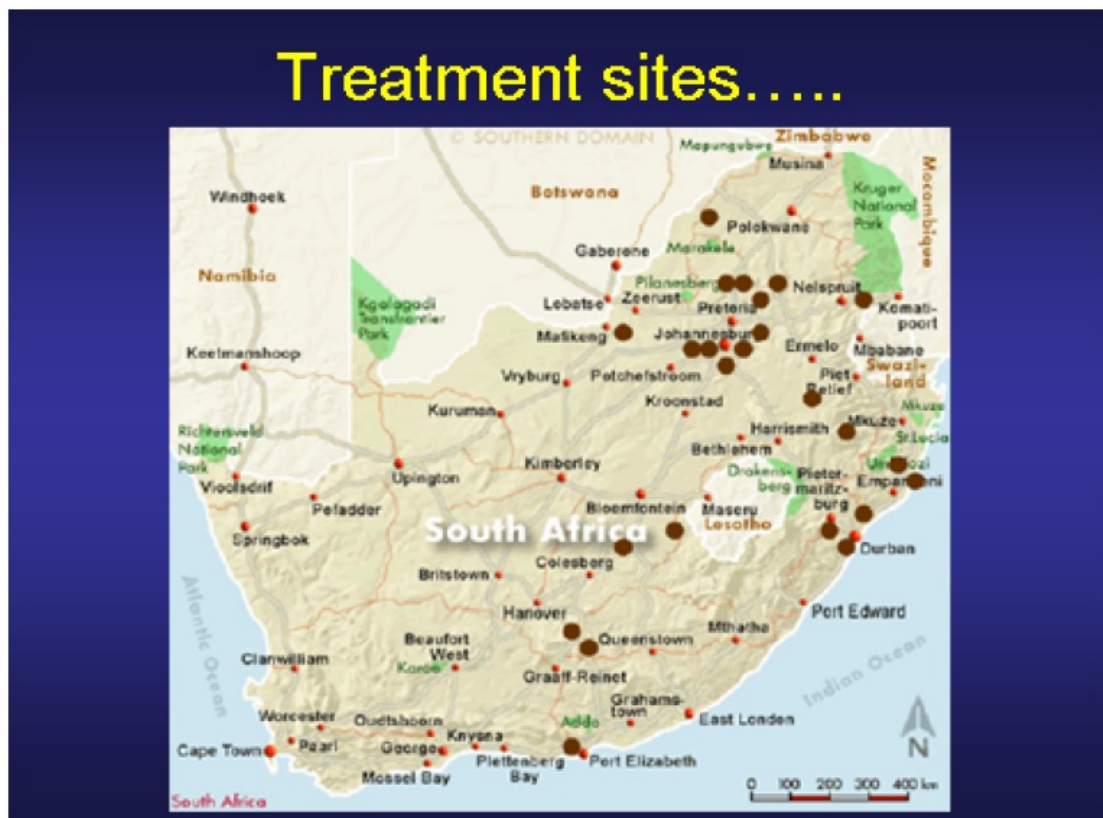 Treatment sites.....
© SOUTHERN DOMAIN
Zimbabwe
Mapungubwe
Musina
Mocambique
Windhoek
Botswana
Kruger
National
Park
Polokwane
Gaberene
Marakele
Namibia
Pilanesberg
Nelspruit
Kgalagadi
Transfrontier
Park
Lobatse
Zeerust
Pretoria
Komati-
poort
Mafikeng
Johannesburg
Ermelo
Mbabane
Keetmanshoop
Swazi-
land
Vryburg
Potchefstroom
Piet
Retief
Kuruman
Kroonstad
Mkuze
Mkuze
Richtersveld
National
Park
Harrismith
St.Lucia
Bethlehem
Kimberley
Drakens-
berg
Pieter-
maritz-
burg
Vioolsdrif
Upington
Pofadder
Bloemfontein
Maseru
Lesotho
South Africa
Springbok
Durban
Colesberg
Britstown
Atlantic Ocean
Hanover
Port Edward
Beaufort
West
Queenstown
Mthatha
Clanwilliam
Karoo
Graaff-Reinet
Indian Ocean
Grahams-
town
Worcester
Oudtshoorn
Addo
East London
Knysna
Cape Town
Paarl
George
Plettenberg
Bay
Port Elizabeth
N
Mossel Bay
0 100 200 300 400 km
South Africa